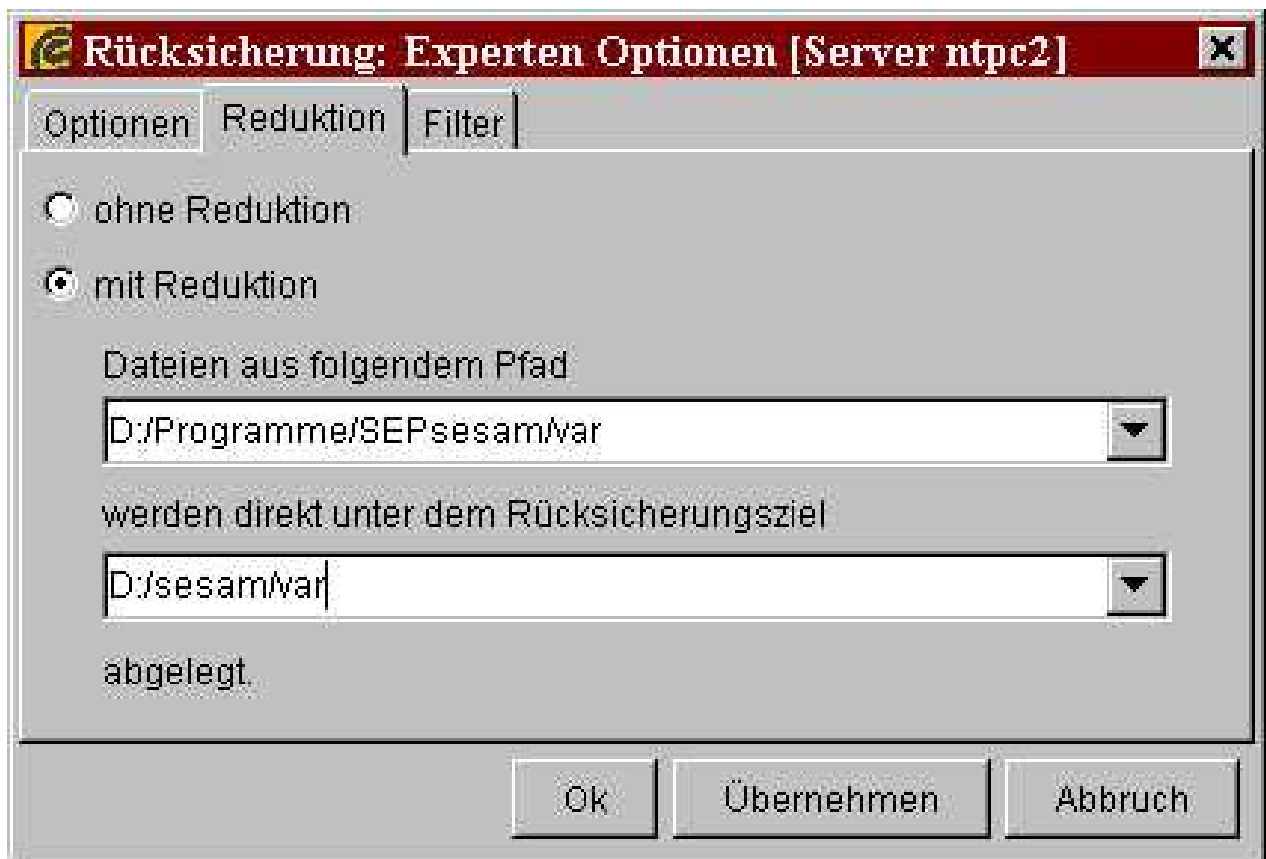 Rücksicherung: Experten Optionen [Server ntpc2]
Optionen Reduktion Filter
ohne Reduktion
mit Reduktion
Dateien aus folgendem Pfad
D:/Programme/SEPsesam/var
werden direkt unter dem Rücksicherungsziel
D:/sesam/var
abgelegt.
Ok Übernehmen Abbruch